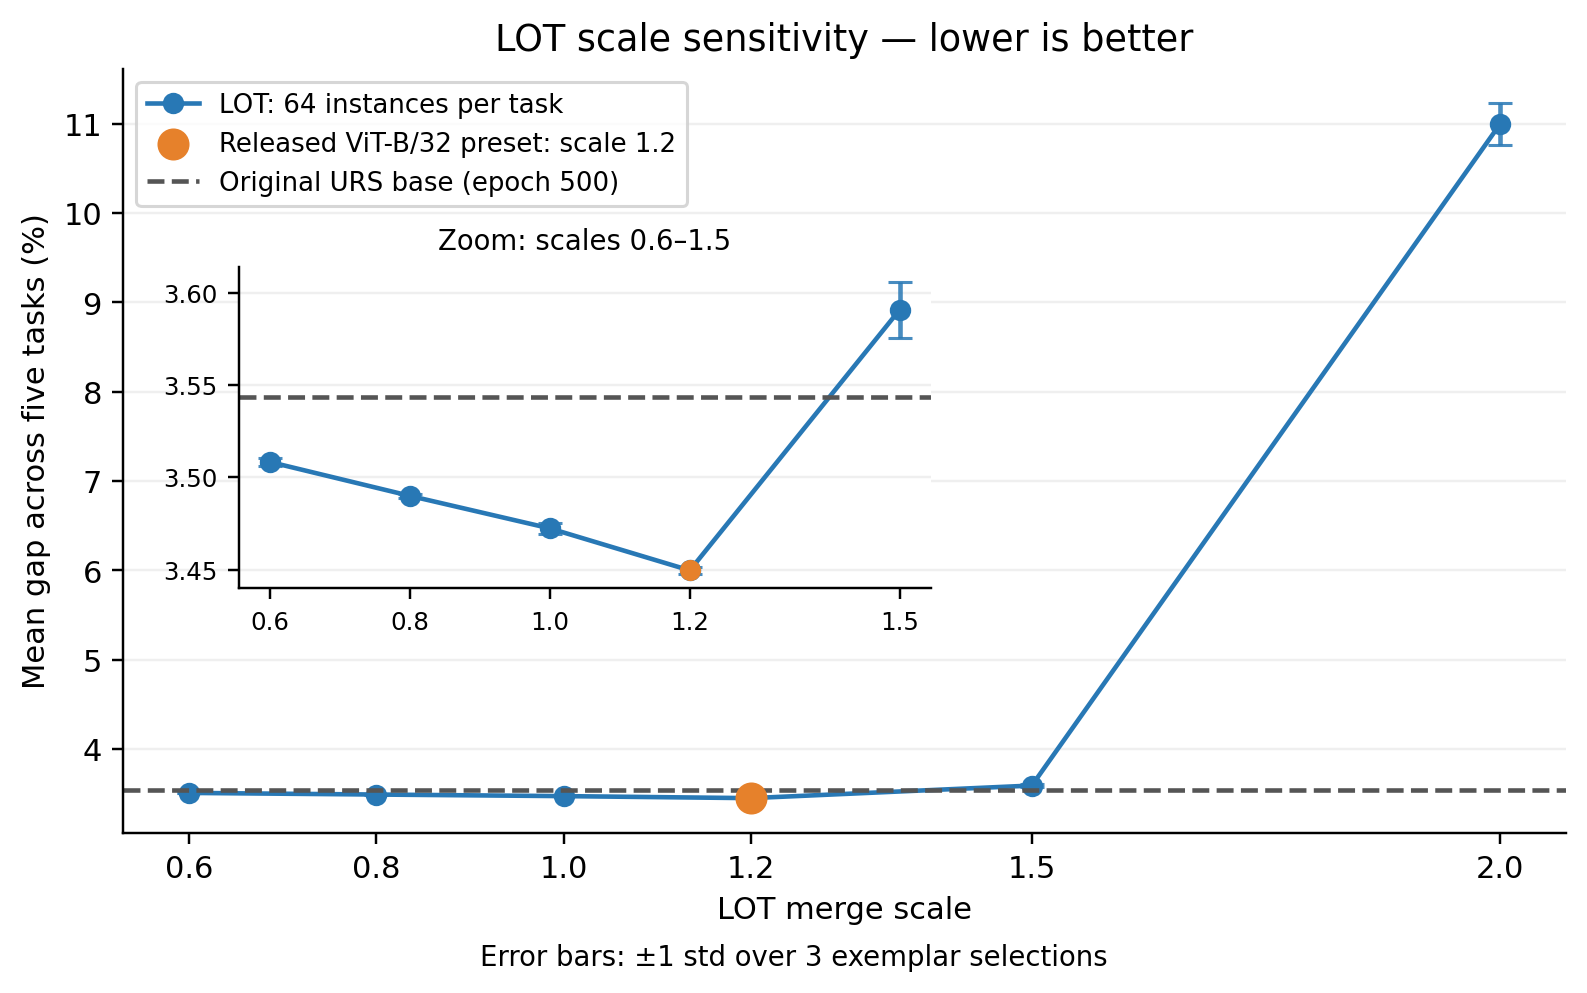 LOT scale sensitivity — lower is better
LOT: 64 instances per task
Released ViT-B/32 preset: scale 1.2
Original URS base (epoch 500)
Mean gap across five tasks (%)
11
10
9
8
7
6
5
4
Zoom: scales 0.6–1.5
3.60
3.55
3.50
3.45
0.6 0.8 1.0 1.2 1.5
0.6 0.8 1.0 1.2 1.5 2.0
LOT merge scale
Error bars: ±1 std over 3 exemplar selections